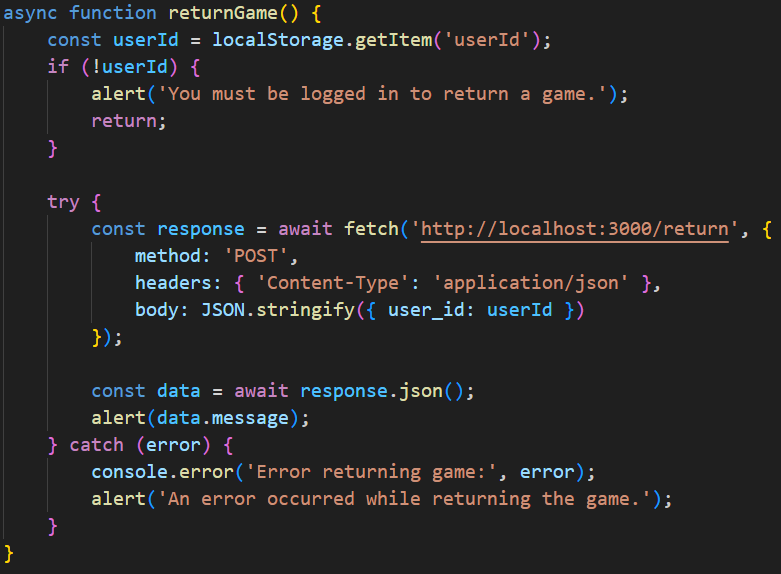 async function returnGame() {
    const userId = localStorage.getItem('userId');
    if (!userId) {
        alert('You must be logged in to return a game.');
        return;
    }

    try {
        const response = await fetch('http://localhost:3000/return', {
            method: 'POST',
            headers: { 'Content-Type': 'application/json' },
            body: JSON.stringify({ user_id: userId })
        });

        const data = await response.json();
        alert(data.message);
    } catch (error) {
        console.error('Error returning game:', error);
        alert('An error occurred while returning the game.');
    }
}